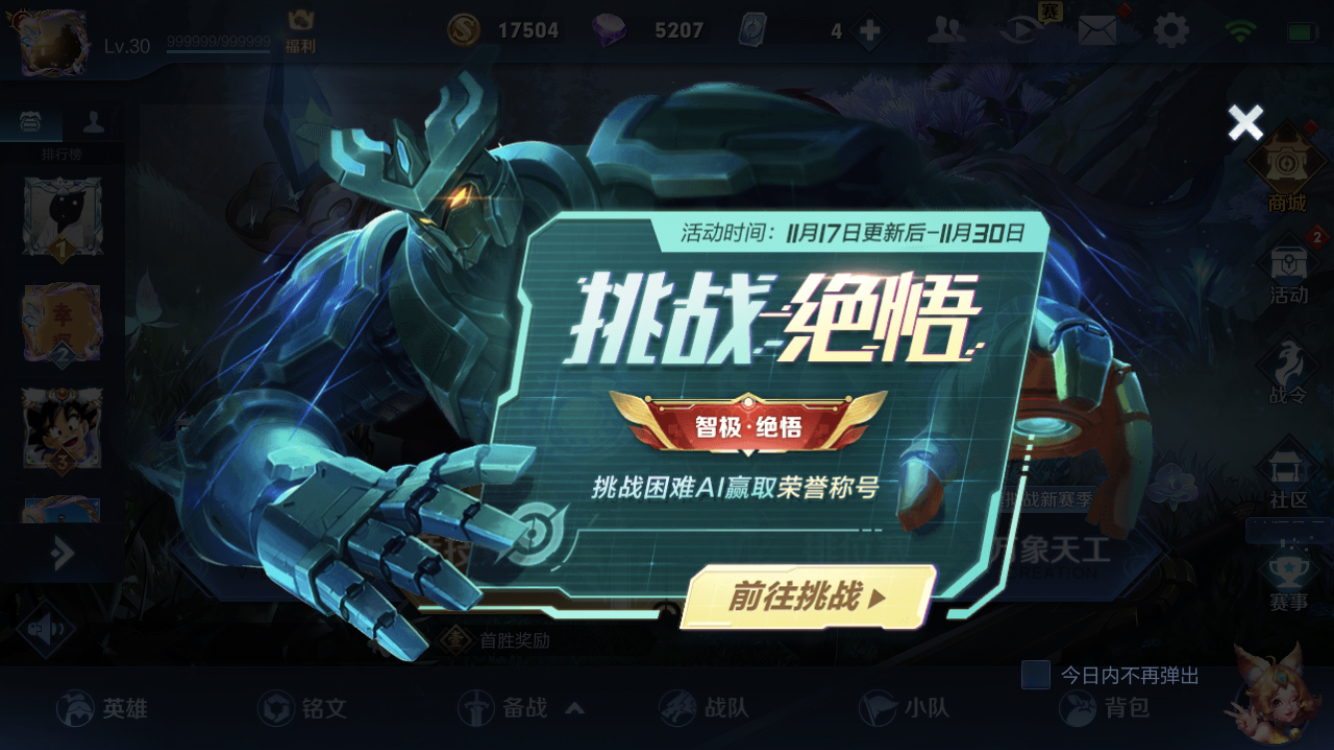 赛
Lv.30
999999/999999
福利
17504
5207
4
排行榜
1
幸
2
3
商城
2
活动
战令
社区
赛事
活动时间：11月17日更新后-11月30日
挑战绝悟
智极·绝悟
挑战困难AI赢取荣誉称号
挑战新赛季
万象天工
前往挑战
首胜奖励
今日内不再弹出
英雄
铭文
备战
战队
小队
背包